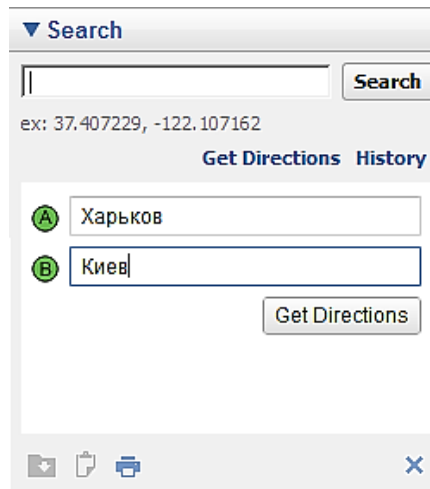 Search
Search
ex: 37.407229, -122.107162
Get Directions History
A Харьков
B Киев
Get Directions